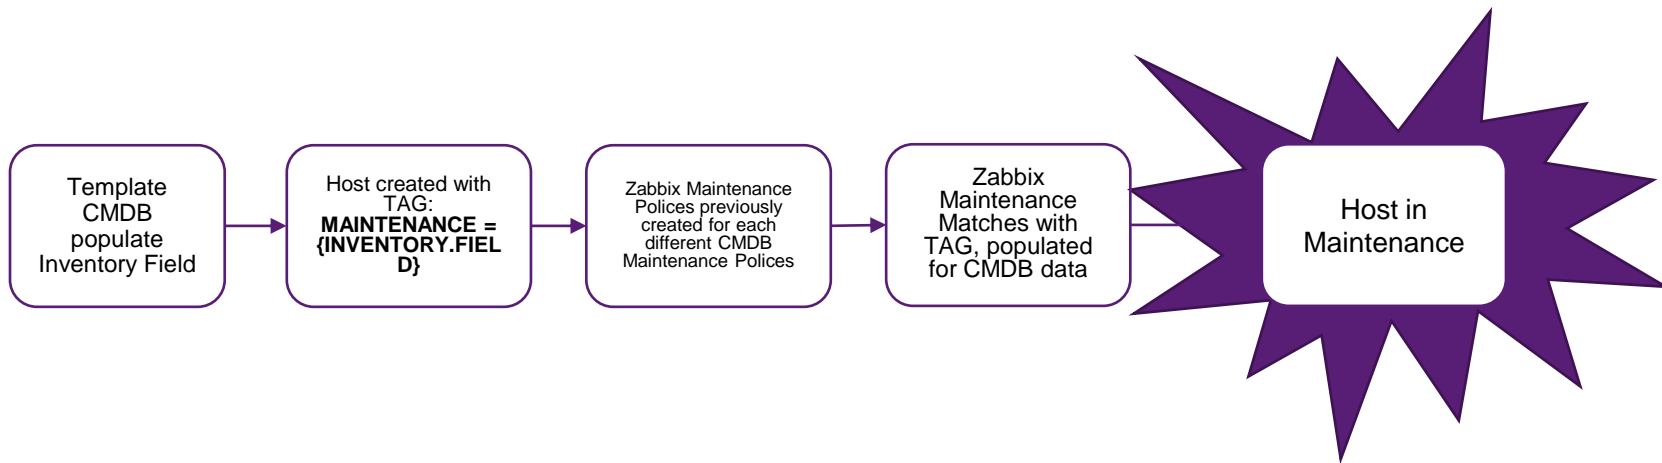 Template
CMDB
populate
Inventory Field
Host created with
TAG:
MAINTENANCE =
{INVENTORY.FIEL
D}
Zabbix Maintenance
Polices previously
created for each
different CMDB
Maintenance Polices
Zabbix
Maintenance
Matches with
TAG, populated
for CMDB data
Host in
Maintenance